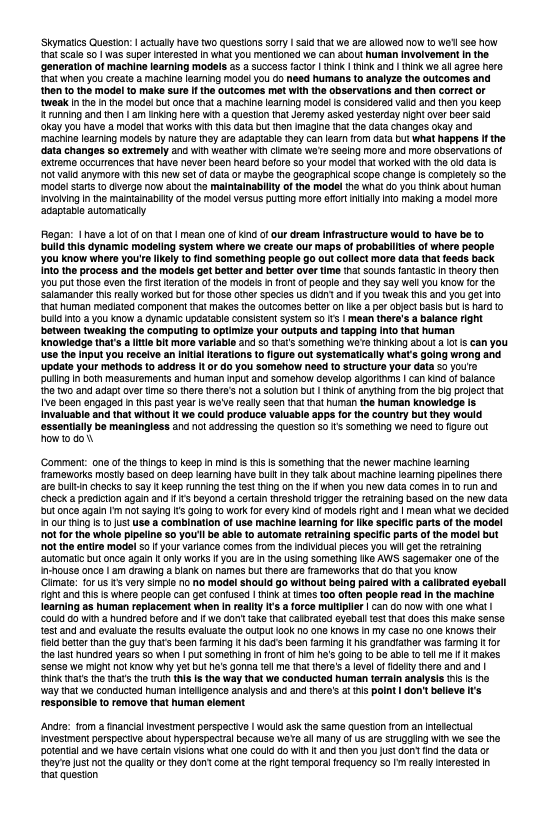 Skymatics Question: I actually have two questions sorry I said that we are allowed now to we'll see how
that scale so I was super interested in what you mentioned we can about human involvement in the
generation of machine learning models as a success factor I think I think and I think we all agree here
that when you create a machine learning model you do need humans to analyze the outcomes and
then to the model to make sure if the outcomes met with the observations and then correct or
tweak in the in the model but once that a machine learning model is considered valid and then you keep
it running and then I am linking here with a question that Jeremy asked yesterday night over beer said
okay you have a model that works with this data but then imagine that the data changes okay and
machine learning models by nature they are adaptable they can learn from data but what happens if the
data changes so extremely and with weather with climate we're seeing more and more observations of
extreme occurrences that have never been heard before so your model that worked with the old data is
not valid anymore with this new set of data or maybe the geographical scope change is completely so the
model starts to diverge now about the maintainability of the model the what do you think about human
involving in the maintainability of the model versus putting more effort initially into making a model more
adaptable automatically
Regan: I have a lot of on that I mean one of kind of our dream infrastructure would to have be to
build this dynamic modeling system where we create our maps of probabilities of where people
you know where you're likely to find something people go out collect more data that feeds back
into the process and the models get better and better over time that sounds fantastic in theory then
you put those even the first iteration of the models in front of people and they say well you know for the
salamander this really worked but for those other species us didn't and if you tweak this and you get into
that human mediated component that makes the outcomes better on like a per object basis but is hard to
build into a you know a dynamic updatable consistent system so it's I mean there's a balance right
between tweaking the computing to optimize your outputs and tapping into that human
knowledge that's a little bit more variable and so that's something we're thinking about a lot is can you
use the input you receive an initial iterations to figure out systematically what's going wrong and
update your methods to address it or do you somehow need to structure your data so you're
pulling in both measurements and human input and somehow develop algorithms I can kind of balance
the two and adapt over time so there there's not a solution but I think of anything from the big project that
I've been engaged in this past year is we've really seen that that human the human knowledge is
invaluable and that without it we could produce valuable apps for the country but they would
essentially be meaningless and not addressing the question so it's something we need to figure out
how to do \\
Comment: one of the things to keep in mind is this is something that the newer machine learning
frameworks mostly based on deep learning have built in they talk about machine learning pipelines there
are built-in checks to say it keep running the test thing on the if when you new data comes in to run and
check a prediction again and if it's beyond a certain threshold trigger the retraining based on the new data
but once again I'm not saying it's going to work for every kind of models right and I mean what we decided
in our thing is to just use a combination of use machine learning for like specific parts of the model
not for the whole pipeline so you'll be able to automate retraining specific parts of the model but
not the entire model so if your variance comes from the individual pieces you will get the retraining
automatic but once again it only works if you are in the using something like AWS sagemaker one of the
in-house once I am drawing a blank on names but there are frameworks that do that you know
Climate: for us it's very simple no no model should go without being paired with a calibrated eyeball
right and this is where people can get confused I think at times too often people read in the machine
learning as human replacement when in reality it's a force multiplier I can do now with one what I
could do with a hundred before and if we don't take that calibrated eyeball test that does this make sense
test and and evaluate the results evaluate the output look no one knows in my case no one knows their
field better than the guy that's been farming it his dad's been farming it his grandfather was farming it for
the last hundred years so when I put something in front of him he's going to be able to tell me if it makes
sense we might not know why yet but he's gonna tell me that there's a level of fidelity there and and I
think that's the that's the truth this is the way that we conducted human terrain analysis this is the
way that we conducted human intelligence analysis and and there's at this point I don't believe it's
responsible to remove that human element
Andre: from a financial investment perspective I would ask the same question from an intellectual
investment perspective about hyperspectral because we're all many of us are struggling with we see the
potential and we have certain visions what one could do with it and then you just don't find the data or
they're just not the quality or they don't come at the right temporal frequency so I'm really interested in
that question